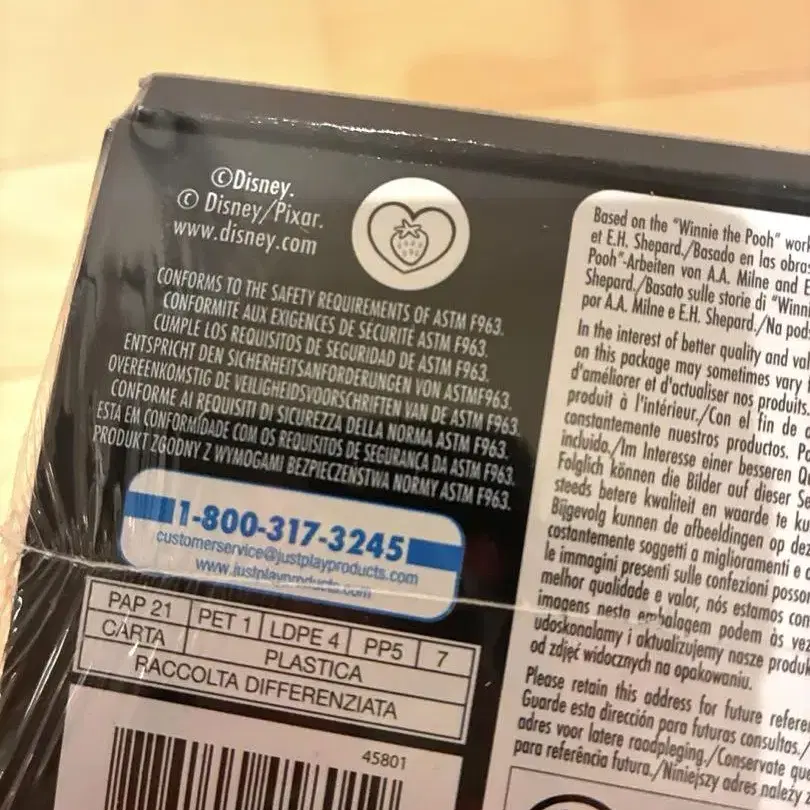 ©Disney.
© Disney/Pixar.
www.disney.com
CONFORMS TO THE SAFETY REQUIREMENTS OF ASTM F963.
CONFORMITÉ AUX EXIGENCES DE SÉCURITÉ ASTM F963.
CUMPLE LOS REQUISITOS DE SEGURIDAD DE ASTM F963.
ENTSPRICHT DEN SICHERHEITSANFORDERUNGEN VON ASTMF963.
OVEREENKOMSTIG DE VEILIGHEIDSVOORSCHRIFTEN VAN DE ASTM F963.
CONFORME AI REQUISITI DI SICUREZZA DELLA NORMA ASTM F963.
ESTÁ EM CONFORMIDADE COM OS REQUISITOS DE SEGURANÇA DA ASTM F963.
PRODUKT ZGODNY Z WYMOGAMI BEZPIECZEŃSTWA NORMY ASTM F963.
1-800-317-3245
customerservice@justplayproducts.com
www.justplayproducts.com
PAP 21 PET 1 LDPE 4 PP5 7
CARTA PLASTICA
RACCOLTA DIFFERENZIATA
45801
Based on the "Winnie the Pooh"
et E.H. Shepard./Basado en las
Pooh"-Arbeiten von A.A. Milne and
Shepard./Basato sulle storie di
por A.A. Milne e E.H. Shepard./Na
In the interest of better quality and
on this package may sometimes vary
d'améliorer et d'actualiser nos produits.
produit à l'intérieur./Con el fin de
constantemente nuestros productos.
incluido./Im Interesse einer besseren
Folglich können die Bilder auf dieser
steeds betere kwaliteit en waarde te
Bijgevolg kunnen de afbeeldingen op
costantemente soggetti a miglioramenti e
le immagini presenti sulle confezioni
melhor qualidade e valor, nós estamos
imagens nesta embalagem podem às
udoskonalamy i aktualizujemy nasze
od zdjęć widocznych na opakowaniu.
Please retain this address for future
Guarde esta dirección para futuras consultas./
adres voor latere raadpleging./Conservate
para referência futura./Niniejszy adres należy